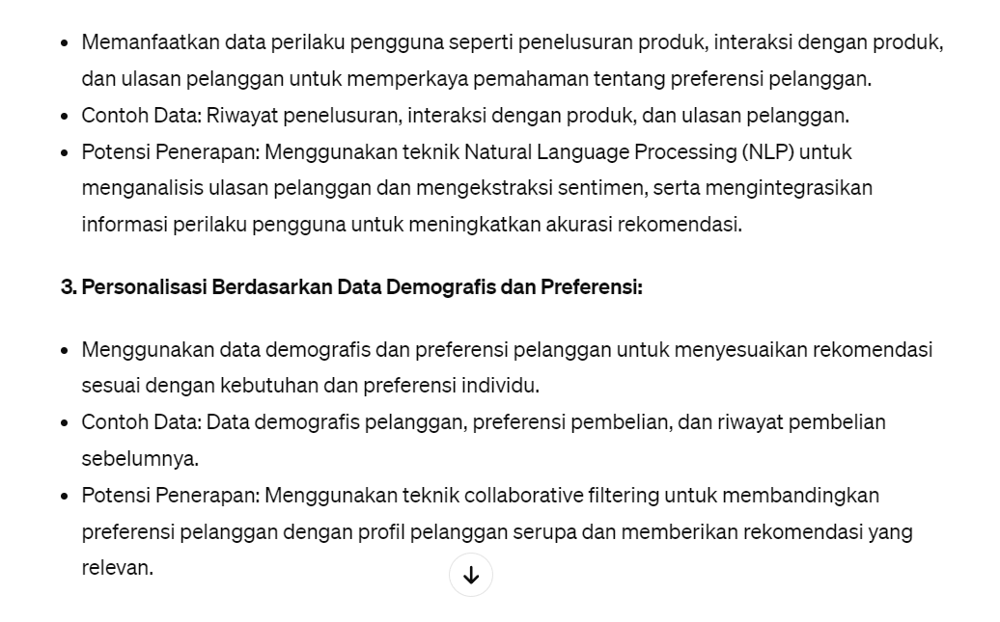 • Memanfaatkan data perilaku pengguna seperti penelusuran produk, interaksi dengan produk,
dan ulasan pelanggan untuk memperkaya pemahaman tentang preferensi pelanggan.
• Contoh Data: Riwayat penelusuran, interaksi dengan produk, dan ulasan pelanggan.
• Potensi Penerapan: Menggunakan teknik Natural Language Processing (NLP) untuk
menganalisis ulasan pelanggan dan mengekstraksi sentimen, serta mengintegrasikan
informasi perilaku pengguna untuk meningkatkan akurasi rekomendasi.
3. Personalisasi Berdasarkan Data Demografis dan Preferensi:
• Menggunakan data demografis dan preferensi pelanggan untuk menyesuaikan rekomendasi
sesuai dengan kebutuhan dan preferensi individu.
• Contoh Data: Data demografis pelanggan, preferensi pembelian, dan riwayat pembelian
sebelumnya.
• Potensi Penerapan: Menggunakan teknik collaborative filtering untuk membandingkan
preferensi pelanggan dengan profil pelanggan serupa dan memberikan rekomendasi yang
relevan.